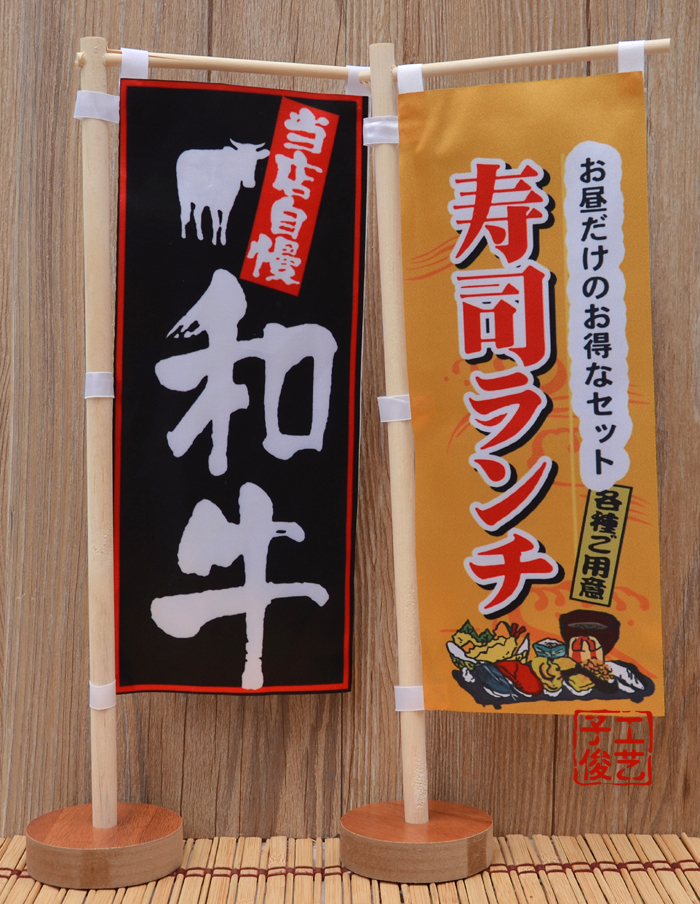 当店自慢
和牛
お昼だけのお得なセット
寿司ランチ
各種ご用意
工艺
子俊